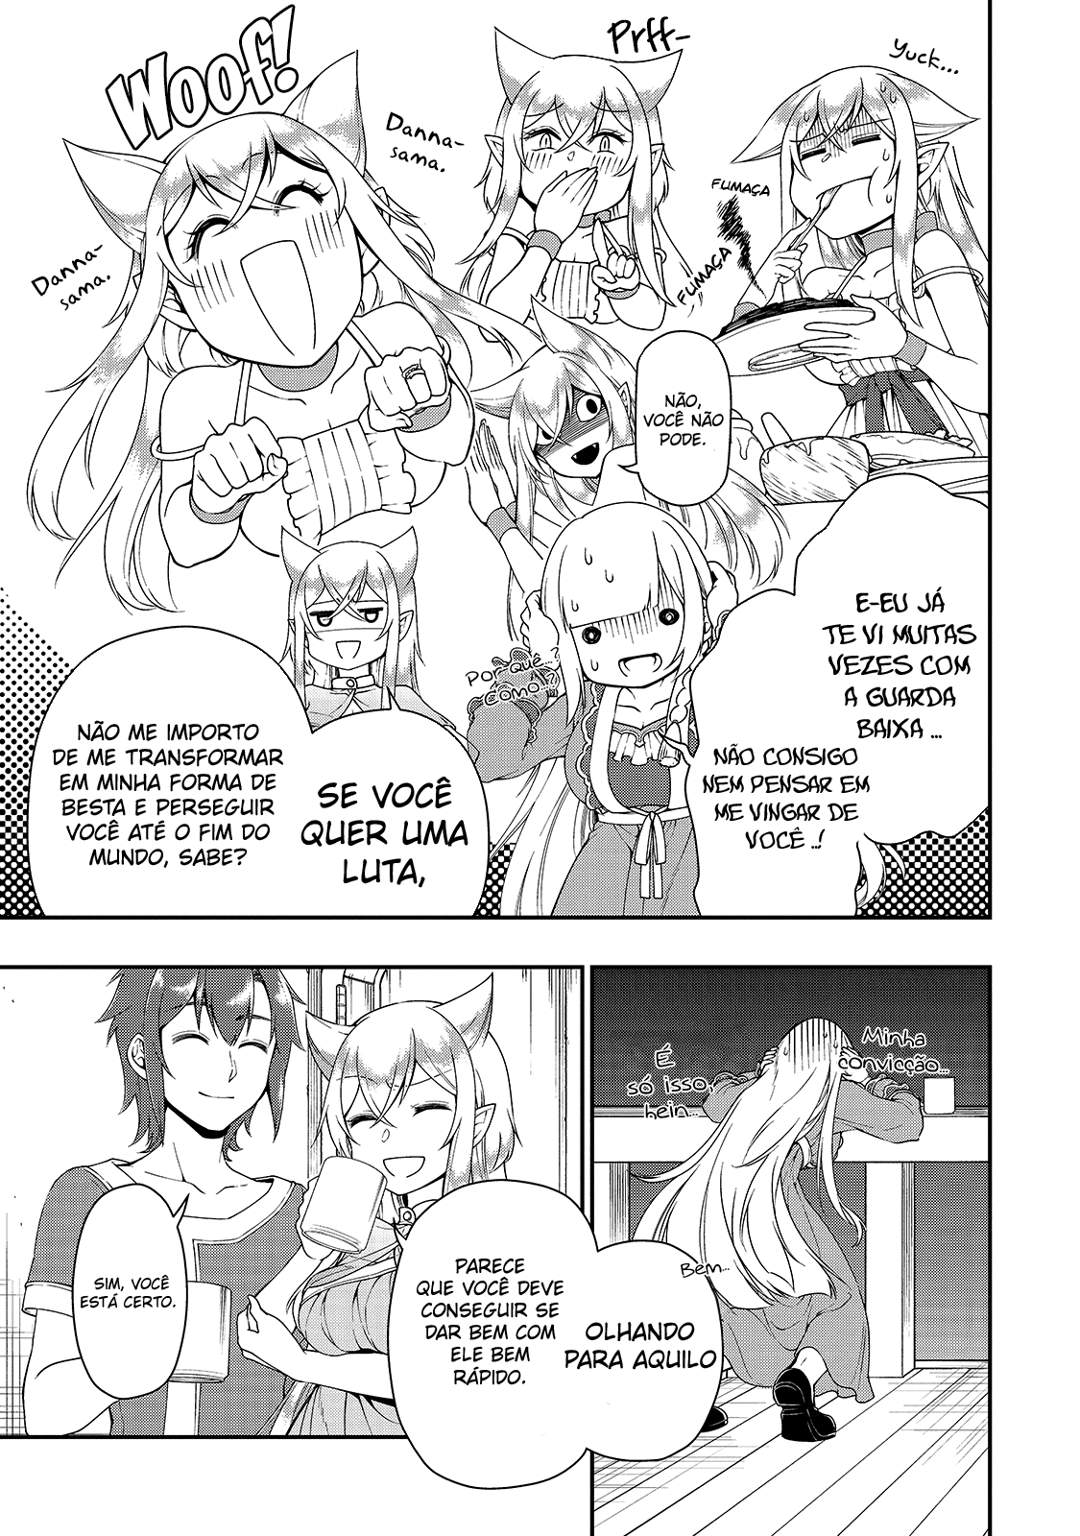 Yuck...
Prff-
Woof!
Danna-
sama.
Danna-
sama.
FUMAÇA
FUMAÇA
NÃO,
VOCÊ NÃO
PODE.
E-EU JÁ
TE VI MUITAS
VEZES COM
A GUARDA
BAIXA ...
NÃO CONSIGO
NEM PENSAR EM
ME VINGAR DE
VOCÊ ..!
Por quê...?
Cómo!?
SE VOCÊ
QUER UMA
LUTA,
NÃO ME IMPORTO
DE ME TRANSFORMAR
EM MINHA FORMA DE
BESTA E PERSEGUIR
VOCÊ ATÉ O FIM DO
MUNDO, SABE?
Minha
convicção...
É
só isso,
hein...
Bem...
OLHANDO
PARA AQUILO
PARECE
QUE VOCÊ DEVE
CONSEGUIR SE
DAR BEM COM
ELE BEM
RÁPIDO.
SIM, VOCÊ
ESTÁ CERTO.